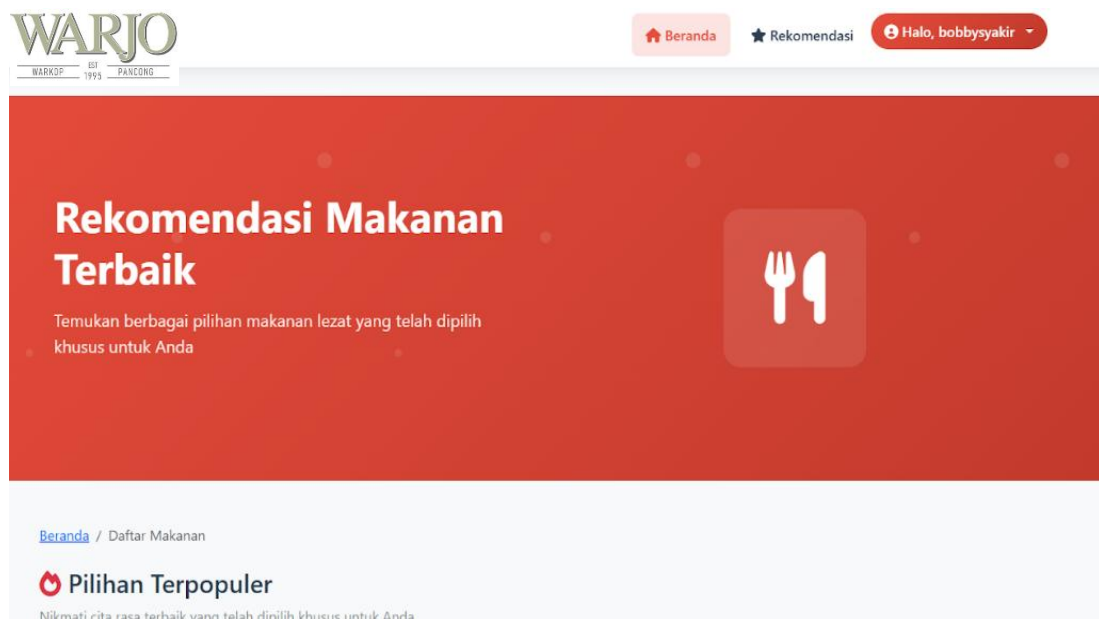 WARJO
WARKOP EST 1995 PANCONG
Beranda
Rekomendasi
Halo, bobbysyakir
Rekomendasi Makanan
Terbaik
Temukan berbagai pilihan makanan lezat yang telah dipilih
khusus untuk Anda
Beranda / Daftar Makanan
Pilihan Terpopuler
Nikmati cita rasa terbaik yang telah dipilih khusus untuk Anda